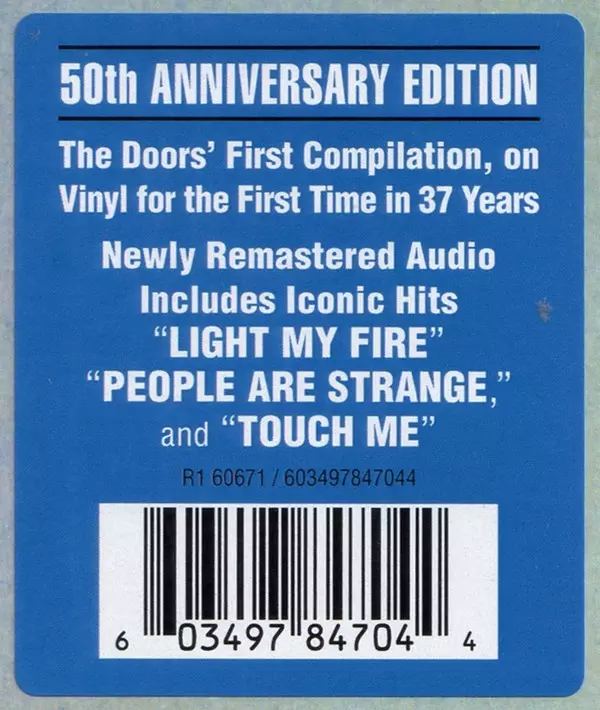 50th ANNIVERSARY EDITION
The Doors’ First Compilation, on
Vinyl for the First Time in 37 Years
Newly Remastered Audio
Includes Iconic Hits
“LIGHT MY FIRE”
“PEOPLE ARE STRANGE,”
and “TOUCH ME”
R1 60671 / 603497847044
6 03497 84704 4